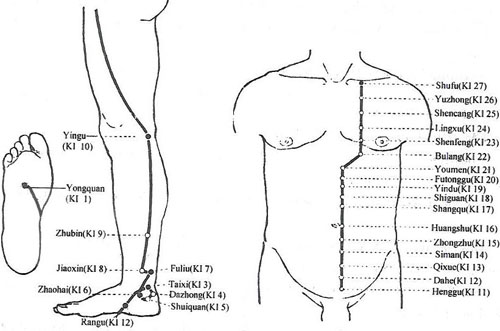 Yingu
(KI 10)
Yongquan
(KI 1)
Zhubin(KI 9)
Jiaoxin(KI 8)
Fuliu(KI 7)
Zhaohai(KI 6)
Taixi(KI 3)
Dazhong(KI 4)
Shuiquan(KI 5)
Rangu(KI 12)
Shufu(KI 27)
Yuzhong(KI 26)
Shencang(KI 25)
Lingxu(KI 24)
Shenfeng(KI 23)
Bulang(KI 22)
Youmen(KI 21)
Futonggu(KI 20)
Yindu(KI 19)
Shiguan(KI 18)
Shangqu(KI 17)
Huangshu(KI 16)
Zhongzhu(KI 15)
Siman(KI 14)
Qixue(KI 13)
Dahe(KI 12)
Henggu(KI 11)